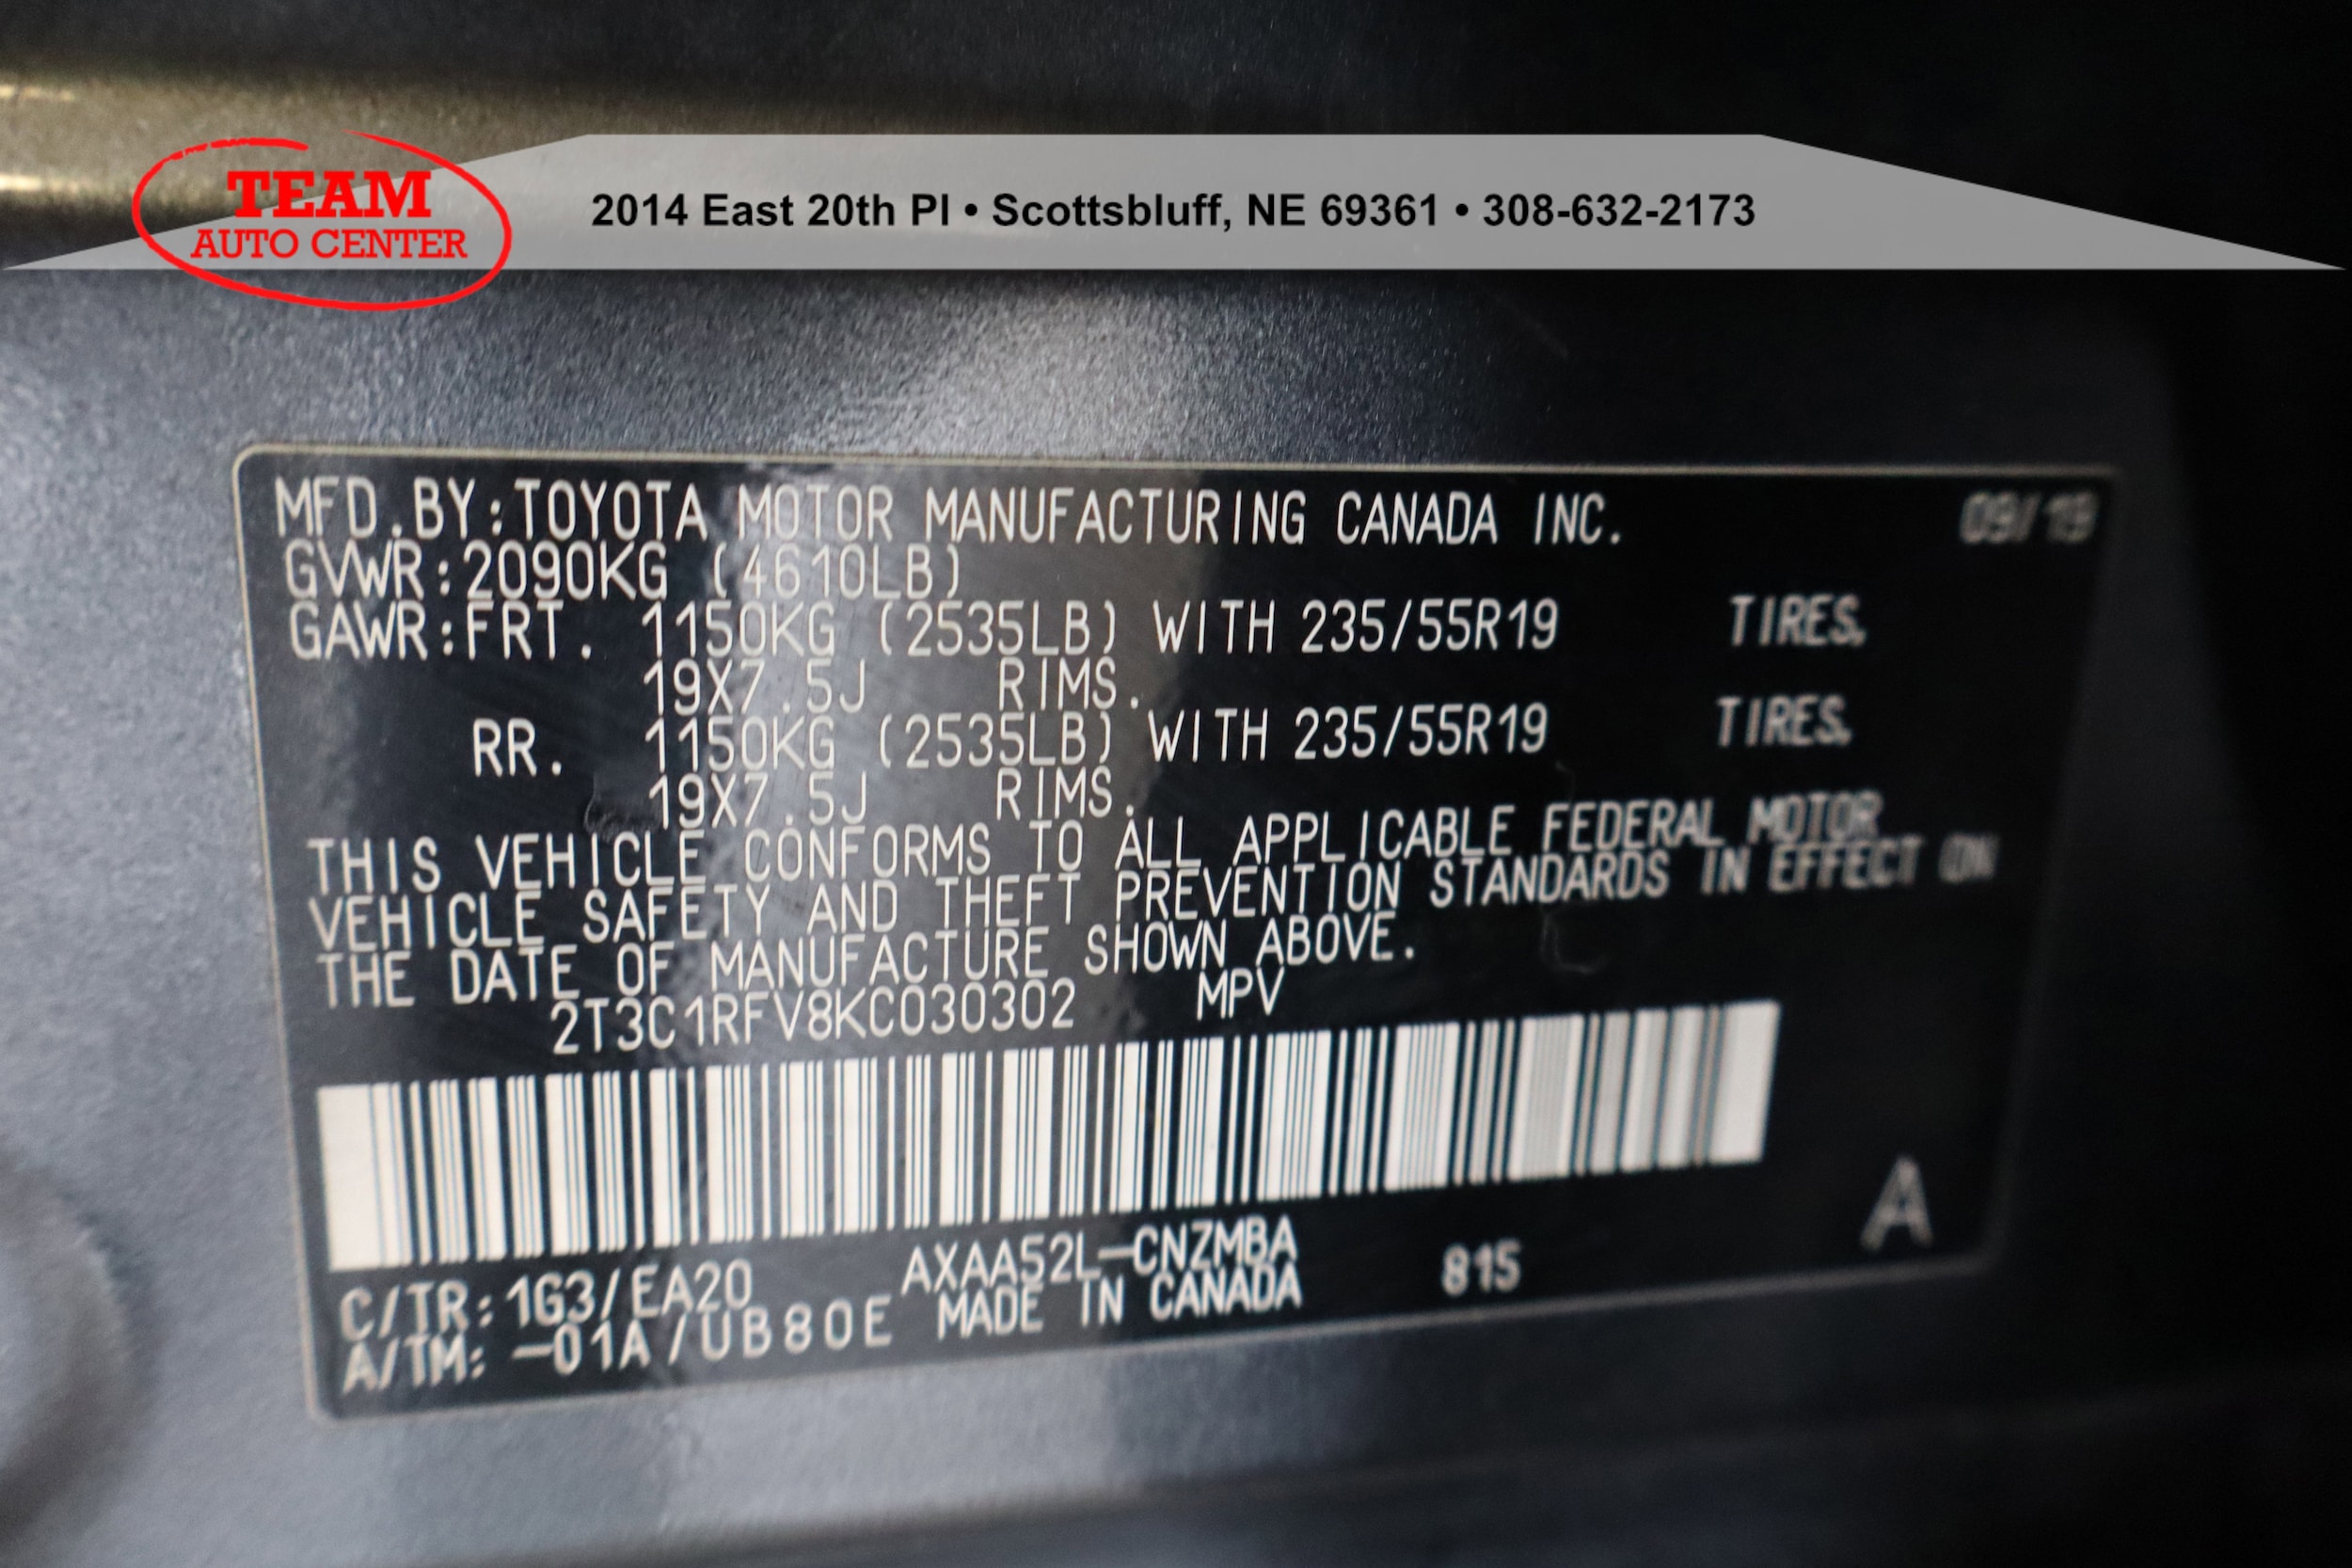 TEAM
AUTO CENTER
2014 East 20th Pl • Scottsbluff, NE 69361 • 308-632-2173
MFD.BY:TOYOTA MOTOR MANUFACTURING CANADA INC. 09/19
GVWR:2090KG (4610LB)
GAWR:FRT. 1150KG (2535LB) WITH 235/55R19 TIRES,
19X7.5J RIMS.
RR. 1150KG (2535LB) WITH 235/55R19 TIRES,
19X7.5J RIMS.
THIS VEHICLE CONFORMS TO ALL APPLICABLE FEDERAL MOTOR
VEHICLE SAFETY AND THEFT PREVENTION STANDARDS IN EFFECT ON
THE DATE OF MANUFACTURE SHOWN ABOVE.
2T3C1RFV8KC030302 MPV
C/TR:1G3/EA20 AXAA52L-CNZMBA 815 A
A/TM: -01A/UB80E MADE IN CANADA